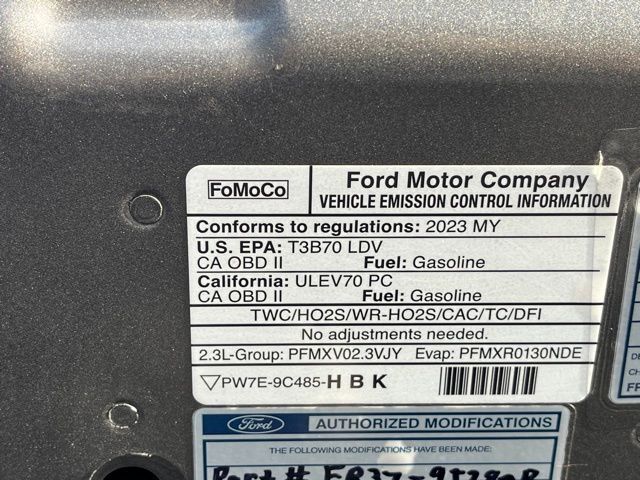 FoMoCo
Ford Motor Company
VEHICLE EMISSION CONTROL INFORMATION
Conforms to regulations: 2023 MY
U.S. EPA: T3B70 LDV
CA OBD II Fuel: Gasoline
California: ULEV70 PC
CA OBD II Fuel: Gasoline
TWC/HO2S/WR-HO2S/CAC/TC/DFI
No adjustments needed.
2.3L-Group: PFMXV02.3VJY Evap: PFMXR0130NDE
PW7E-9C485-H B K
Ford AUTHORIZED MODIFICATIONS
THE FOLLOWING MODIFICATIONS HAVE BEEN MADE:
Part #